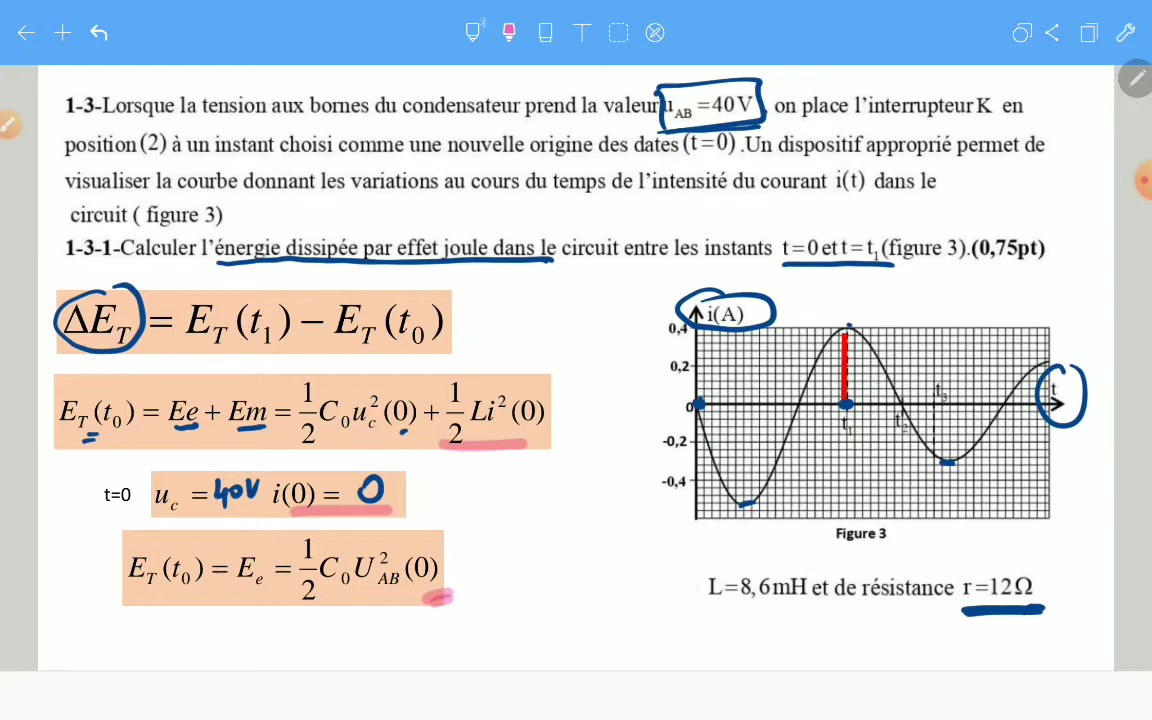 1-3-Lorsque la tension aux bornes du condensateur prend la valeur u_AB =40V , on place l'interrupteur K en
position (2) à un instant choisi comme une nouvelle origine des dates (t=0) .Un dispositif approprié permet de
visualiser la courbe donnant les variations au cours du temps de l'intensité du courant i(t) dans le
circuit ( figure 3)
1-3-1-Calculer l'énergie dissipée par effet joule dans le circuit entre les instants t=0 et t=t₁(figure 3).(0,75pt)
ΔE_T = E_T(t₁) − E_T(t₀)
E_T(t₀) = Ee + Em = 1/2 C₀u_c²(0) + 1/2 Li²(0)
t=0 u_c = 40V i(0) = 0
E_T(t₀) = E_e = 1/2 C₀U²_AB(0)
i(A)
0,4
0,2
0
-0,2
-0,4
t₁
t₂
t₃
t
Figure 3
L=8,6mH et de résistance r=12Ω